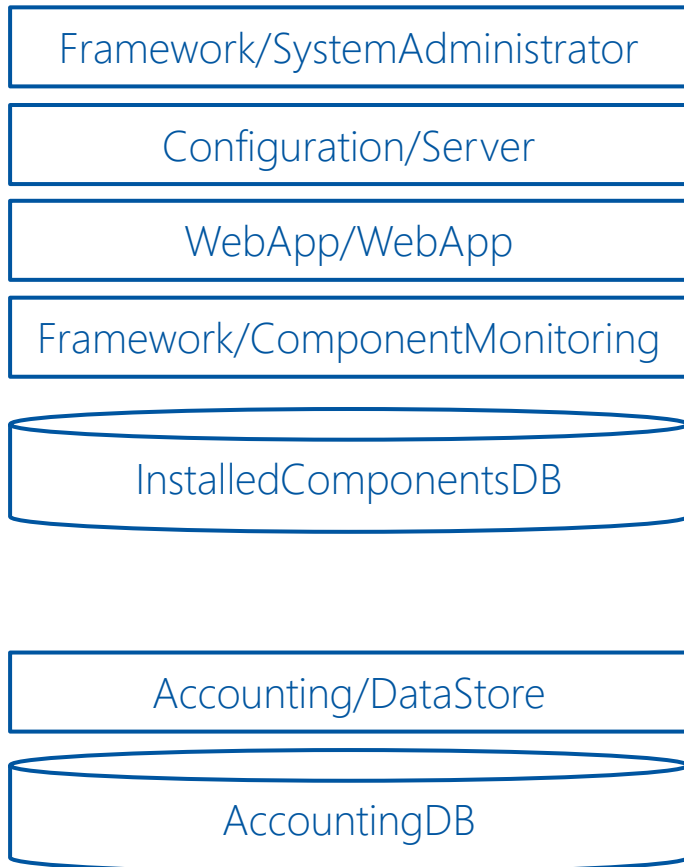 Framework/SystemAdministrator
Configuration/Server
WebApp/WebApp
Framework/ComponentMonitoring
InstalledComponentsDB
Accounting/DataStore
AccountingDB